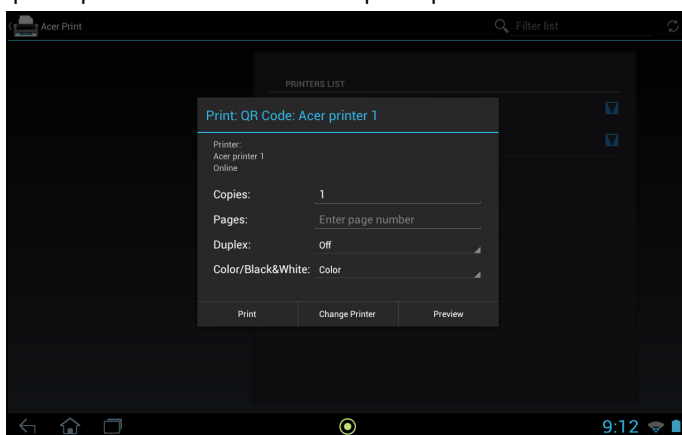 Acer Print
Filter list
PRINTERS LIST
Print: QR Code: Acer printer 1
Printer:
Acer printer 1
Online
Copies: 1
Pages: Enter page number
Duplex: Off
Color/Black&White: Color
Print Change Printer Preview
9:12